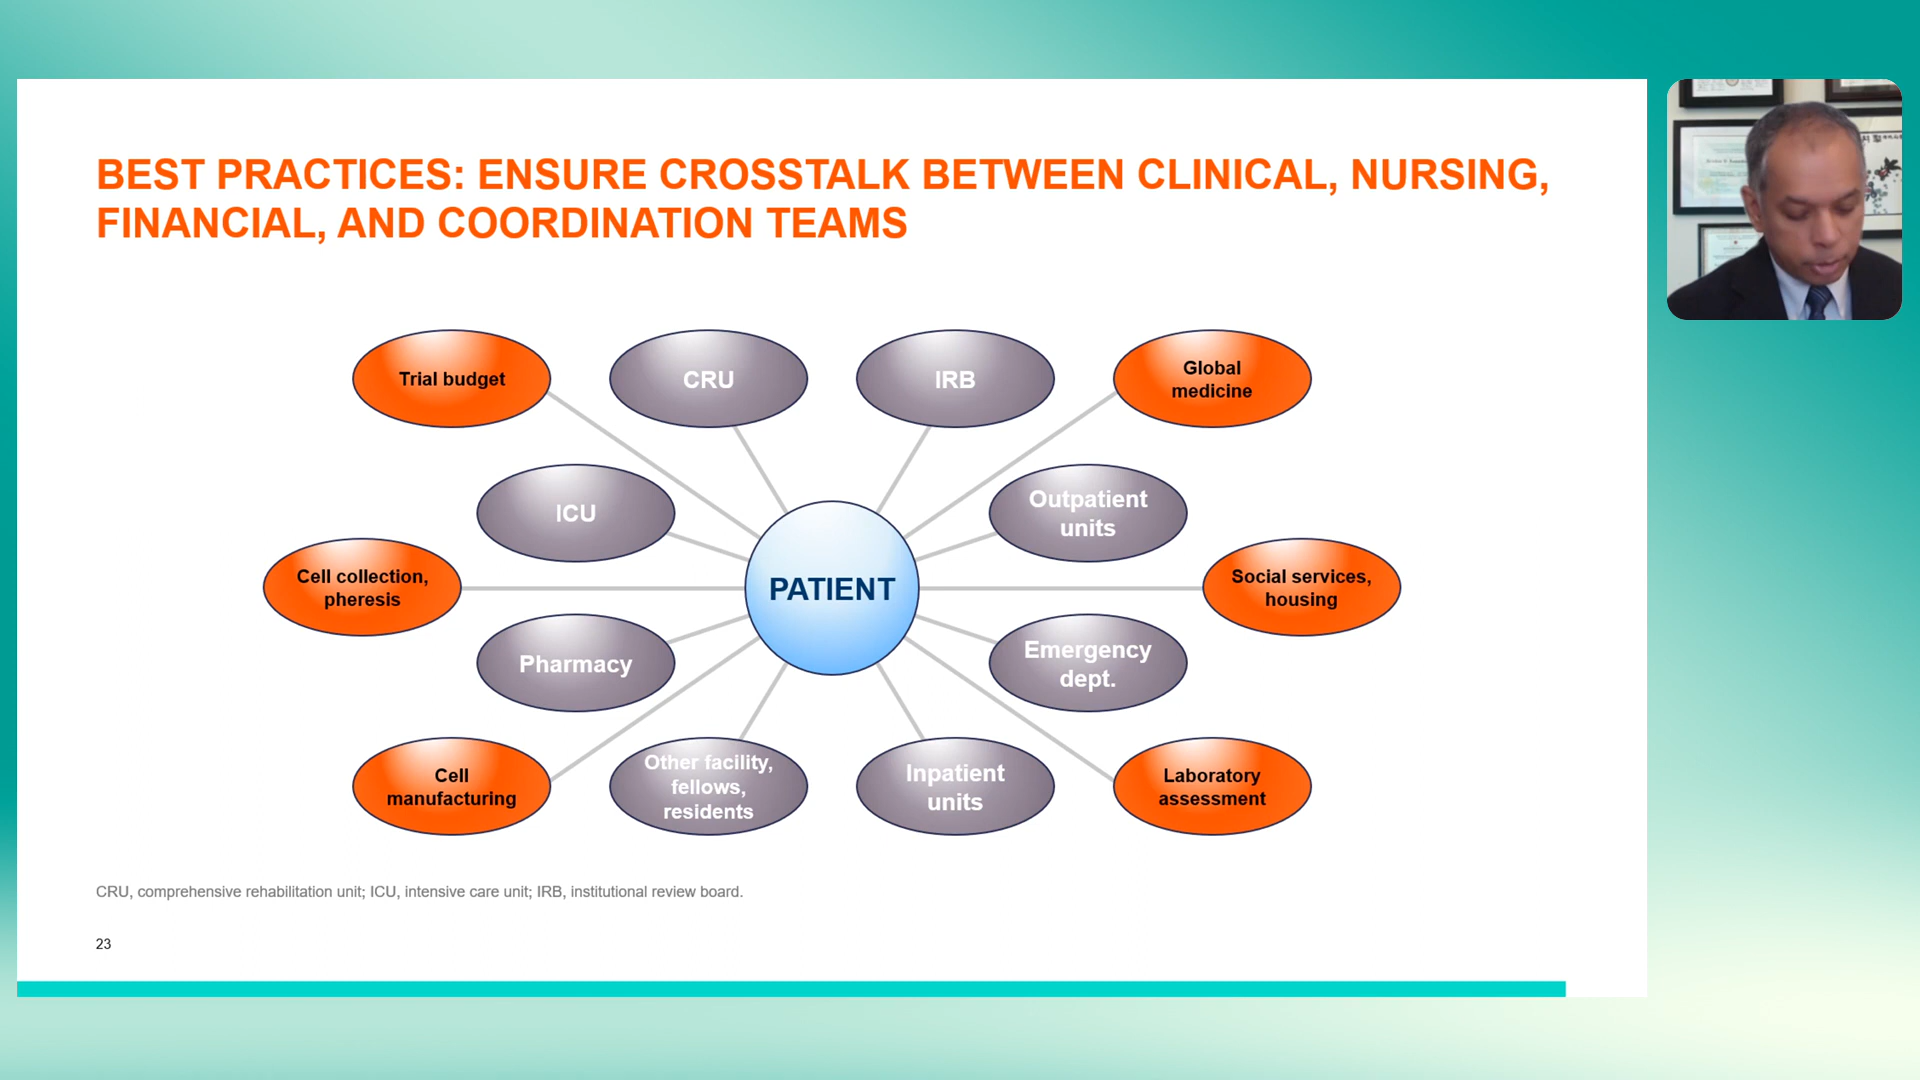 BEST PRACTICES: ENSURE CROSSTALK BETWEEN CLINICAL, NURSING,
FINANCIAL, AND COORDINATION TEAMS
Trial budget
CRU
IRB
Global
medicine
ICU
Outpatient
units
Cell collection,
pheresis
PATIENT
Social services,
housing
Pharmacy
Emergency
dept.
Cell
manufacturing
Other facility,
fellows,
residents
Inpatient
units
Laboratory
assessment
CRU, comprehensive rehabilitation unit; ICU, intensive care unit; IRB, institutional review board.
23